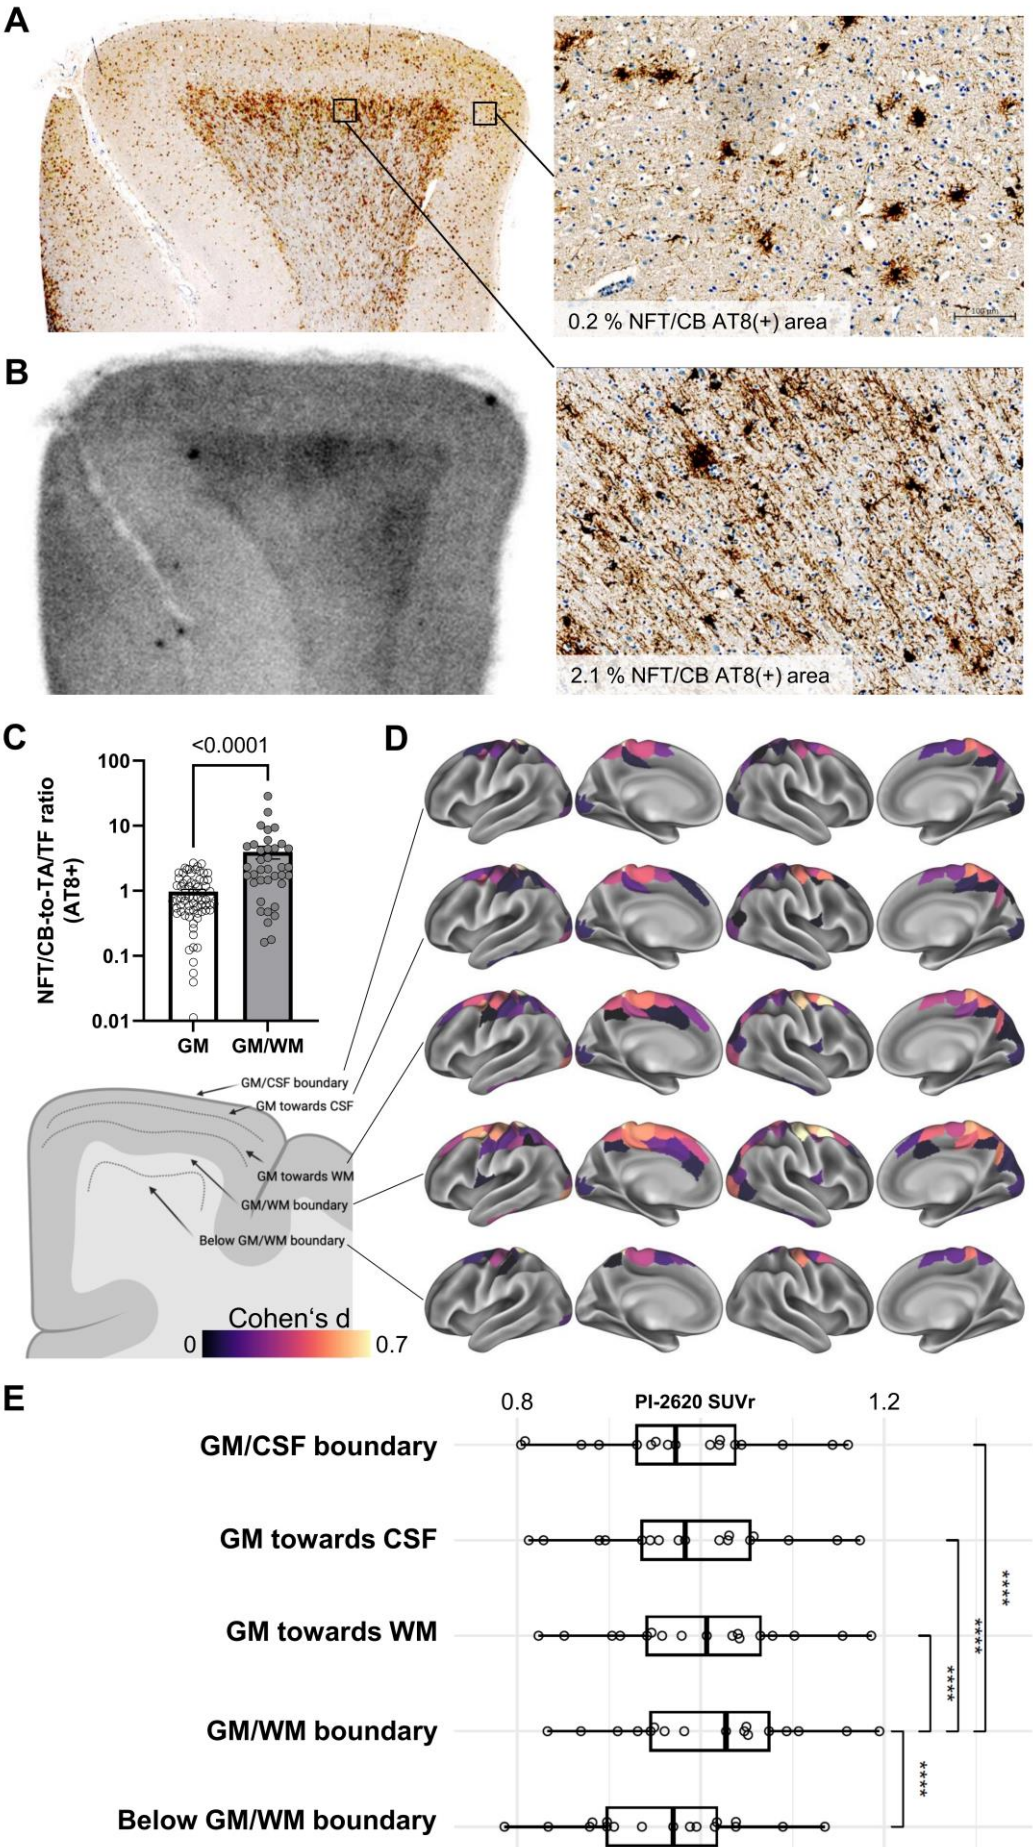 A
0.2 % NFT/CB AT8(+) area
100 µm
B
2.1 % NFT/CB AT8(+) area
C
<0.0001
NFT/CB-to-TA/TF ratio
(AT8+)
100
10
1
0.1
0.01
GM
GM/WM
D
GM/CSF boundary
GM towards CSF
GM towards WM
GM/WM boundary
Below GM/WM boundary
Cohen‘s d
0
0.7
E
0.8
PI-2620 SUVr
1.2
GM/CSF boundary
GM towards CSF
GM towards WM
GM/WM boundary
Below GM/WM boundary
****
****
****
****